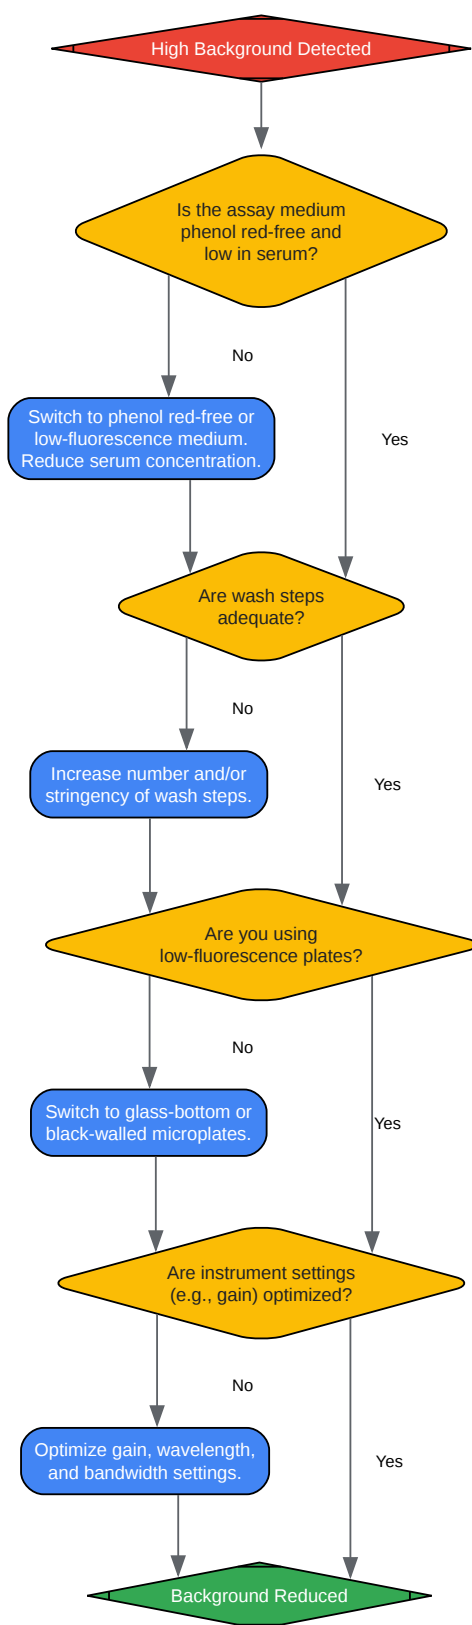 High Background Detected
Is the assay medium
phenol red-free and
low in serum?
No
Switch to phenol red-free or
low-fluorescence medium.
Reduce serum concentration.
Yes
Are wash steps
adequate?
No
Increase number and/or
stringency of wash steps.
Yes
Are you using
low-fluorescence plates?
No
Switch to glass-bottom or
black-walled microplates.
Yes
Are instrument settings
(e.g., gain) optimized?
No
Optimize gain, wavelength,
and bandwidth settings.
Yes
Background Reduced